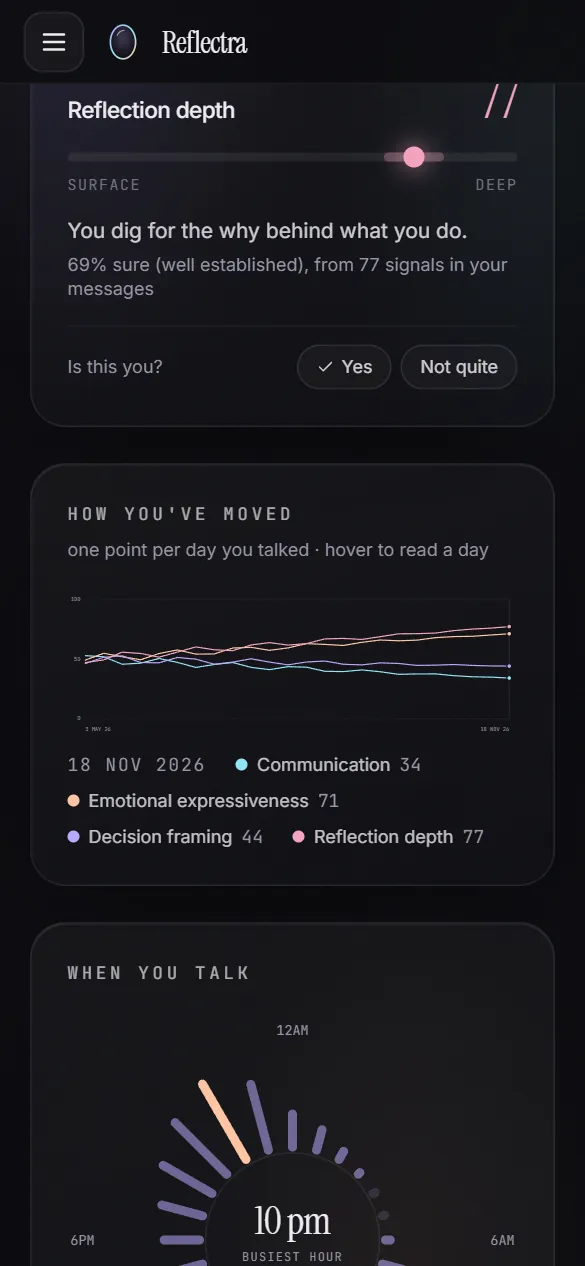 Reflectra
Reflection depth
SURFACE
DEEP
You dig for the why behind what you do.
69% sure (well established), from 77 signals in your
messages
Is this you?
Yes
Not quite
HOW YOU'VE MOVED
one point per day you talked · hover to read a day
100
50
0
3 MAY 26
18 NOV 26
18 NOV 2026
Communication 34
Emotional expressiveness 71
Decision framing 44
Reflection depth 77
WHEN YOU TALK
12AM
6PM
10 pm
6AM
BUSIEST HOUR